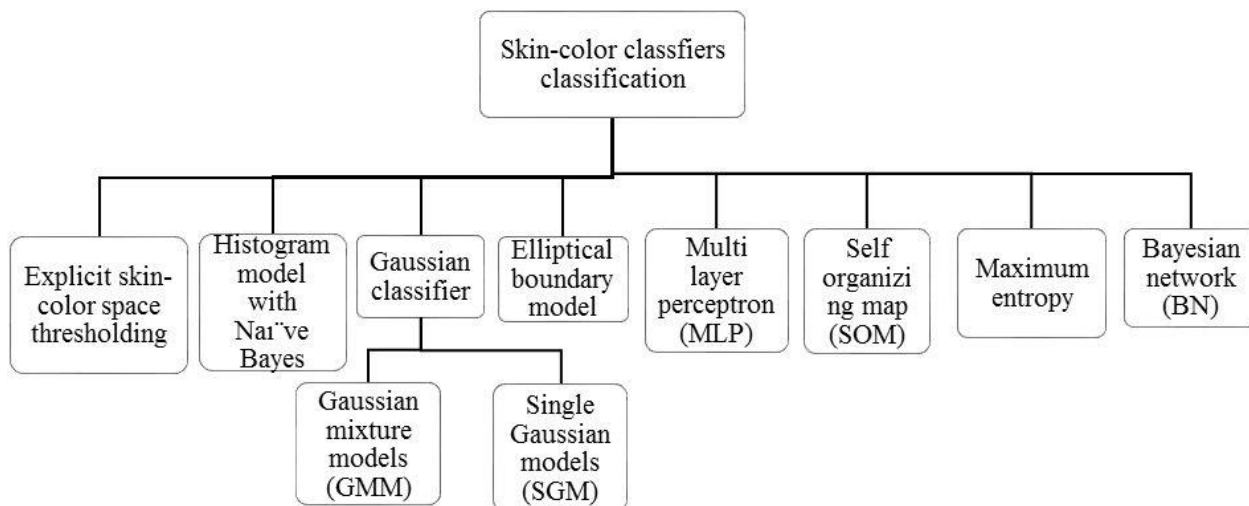 Skin-color classfiers
classification
Explicit skin-
color space
thresholding
Histogram
model
with
Nai¨ve
Bayes
Gaussian
classifier
Elliptical
boundary
model
Multi
layer
perceptron
(MLP)
Self
organizi
ng map
(SOM)
Maximum
entropy
Bayesian
network
(BN)
Gaussian
mixture
models
(GMM)
Single
Gaussian
models
(SGM)